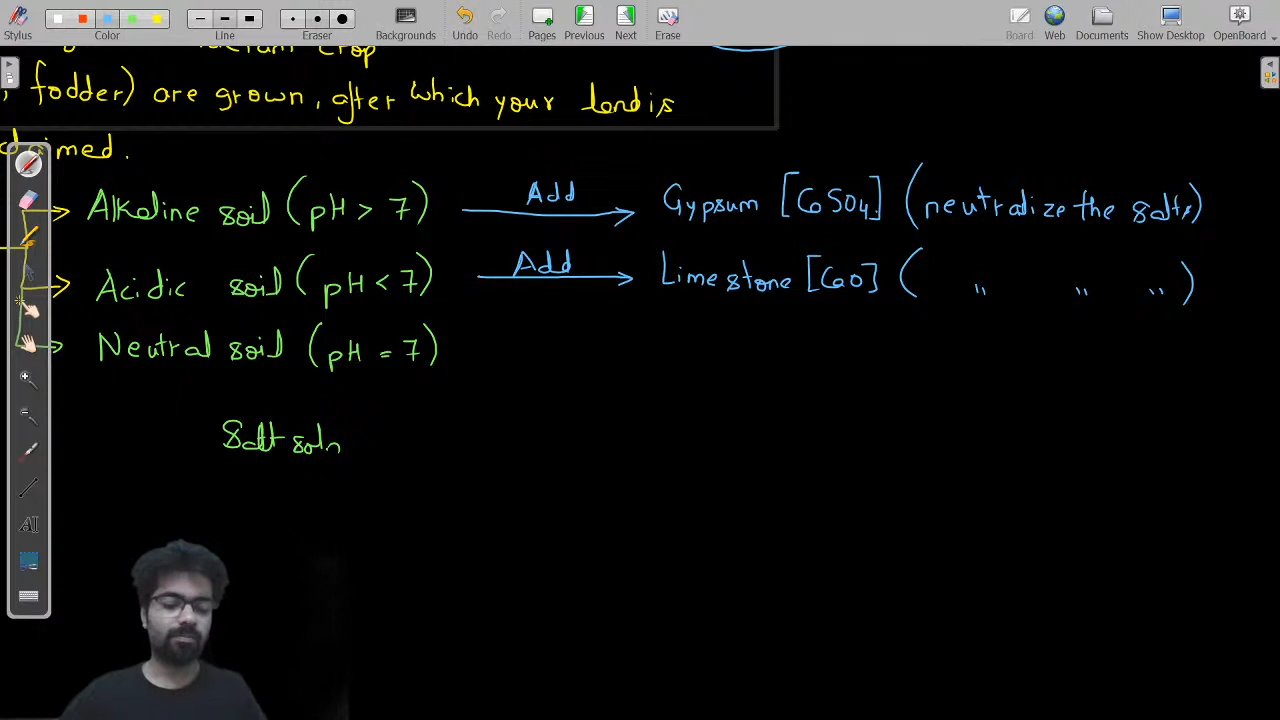 Stylus Color Line Eraser Backgrounds Undo Redo Pages Previous Next Erase Board Web Documents Show Desktop OpenBoard
crop
, fodder) are grown, after which your land is
aimed.
Alkaline soil (pH > 7) Add Gypsum [CaSO4] (neutralize the salts)
Acidic soil (pH < 7) Add Limestone [CaO] ( " " " )
Neutral soil (pH = 7)
Salt soln